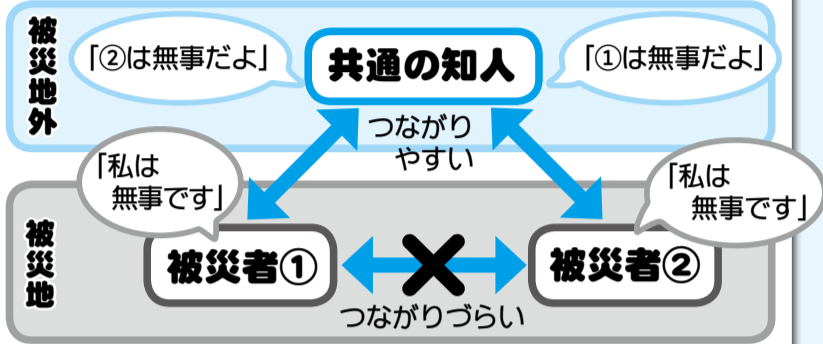 被災地外
「②は無事だよ」
共通の知人
「①は無事だよ」
つながり
やすい
「私は
無事です」
「私は
無事です」
被災地
被災者①
被災者②
つながりづらい